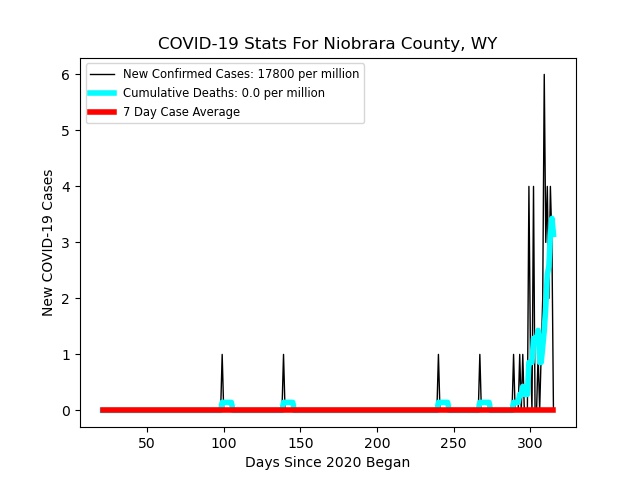 COVID-19 Stats For Niobrara County, WY
New Confirmed Cases: 17800 per million
Cumulative Deaths: 0.0 per million
7 Day Case Average
6
5
4
3
2
1
0
New COVID-19 Cases
50 100 150 200 250 300
Days Since 2020 Began